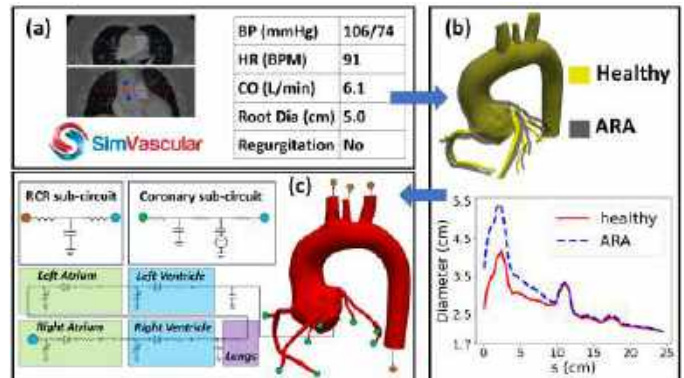 (a)
BP (mmHg) 106/74
HR (BPM) 91
CO (L/min) 6.1
Root Dia (cm) 5.0
Regurgitation No
SimVascular
(b)
Healthy
ARA
5.5
4.5
3.5
2.5
1.7
Diameter (cm)
healthy
ARA
0 5 10 15 20 25
s (cm)
(c)
RCR sub-circuit
Coronary sub-circuit
Left Atrium
Left Ventricle
Right Atrium
Right Ventricle
Lungs